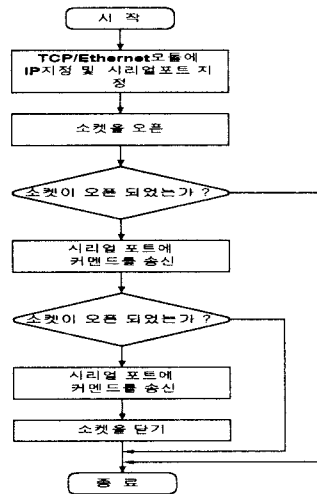 시 작
TCP/Ethernet모듈에
IP지정 및 시리얼포트 지
정
소켓을 오픈
소켓이 오픈 되었는가 ?
시리얼 포트에
커멘드를 송신
소켓이 오픈 되었는가 ?
시리얼 포트에
커멘드를 송신
소켓을 닫기
종 료